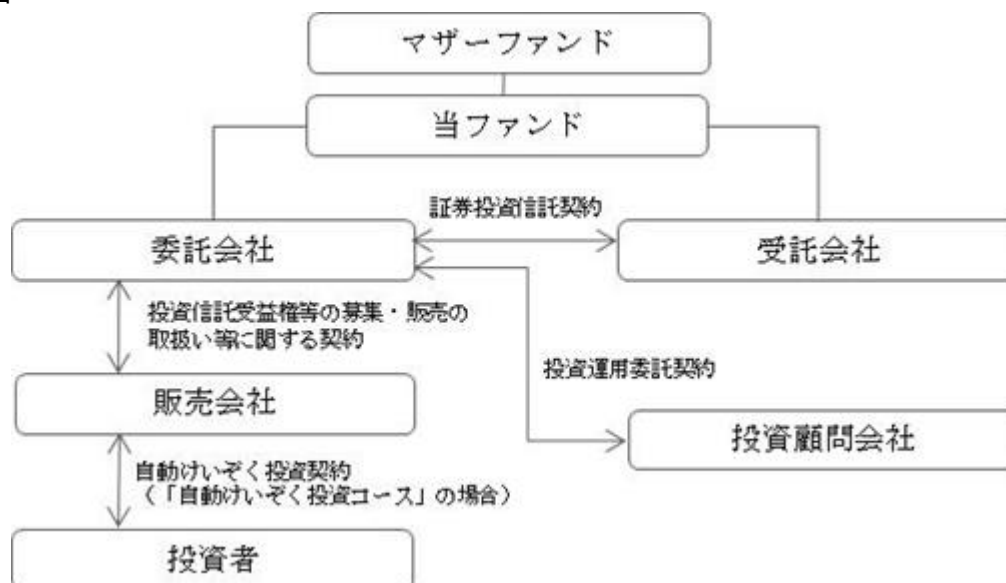 マザーファンド
当ファンド
証券投資信託契約
委託会社
受託会社
投資信託受益権等の募集・販売の
取扱い等に関する契約
投資運用委託契約
販売会社
投資顧問会社
自動けいぞく投資契約
（「自動けいぞく投資コース」の場合）
投資者